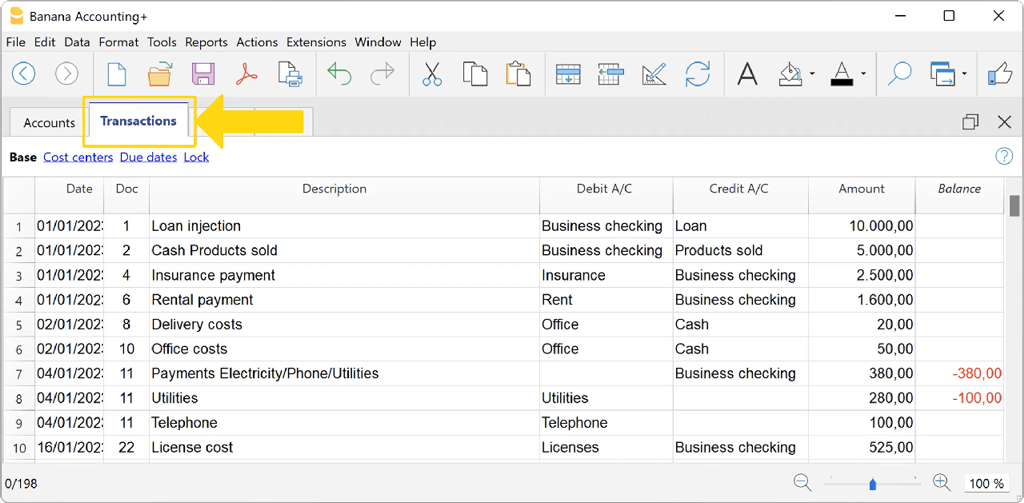 Banana Accounting+
File Edit Data Format Tools Reports Actions Extensions Window Help
Accounts Transactions
Base Cost centers Due dates Lock
Date Doc Description Debit A/C Credit A/C Amount Balance
1 01/01/202 1 Loan injection Business checking Loan 10.000,00
2 01/01/202 2 Cash Products sold Business checking Products sold 5.000,00
3 01/01/202 4 Insurance payment Insurance Business checking 2.500,00
4 01/01/202 6 Rental payment Rent Business checking 1.600,00
5 02/01/202 8 Delivery costs Office Cash 20,00
6 02/01/202 10 Office costs Office Cash 50,00
7 04/01/202 11 Payments Electricity/Phone/Utilities Business checking 380,00 -380,00
8 04/01/202 11 Utilities Utilities 280,00 -100,00
9 04/01/202 11 Telephone Telephone 100,00
10 16/01/202 22 License cost Licenses Business checking 525,00
0/198 100 %